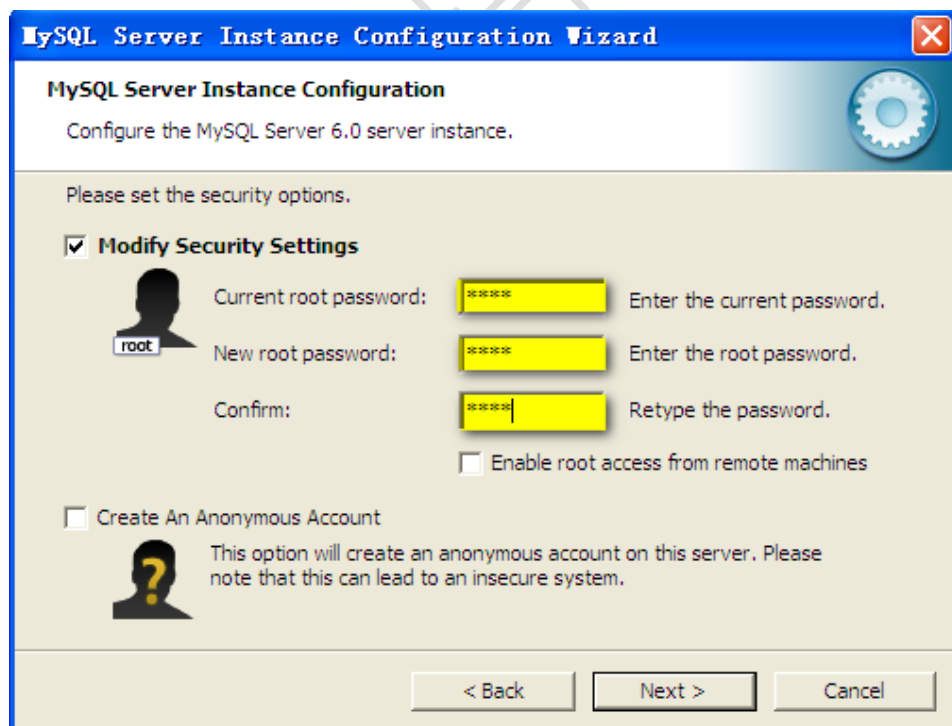 MySQL Server Instance Configuration Wizard
MySQL Server Instance Configuration
Configure the MySQL Server 6.0 server instance.
Please set the security options.
Modify Security Settings
Current root password: **** Enter the current password.
root
New root password: **** Enter the root password.
Confirm: **** Retype the password.
Enable root access from remote machines
Create An Anonymous Account
?
This option will create an anonymous account on this server. Please
note that this can lead to an insecure system.
< Back Next > Cancel